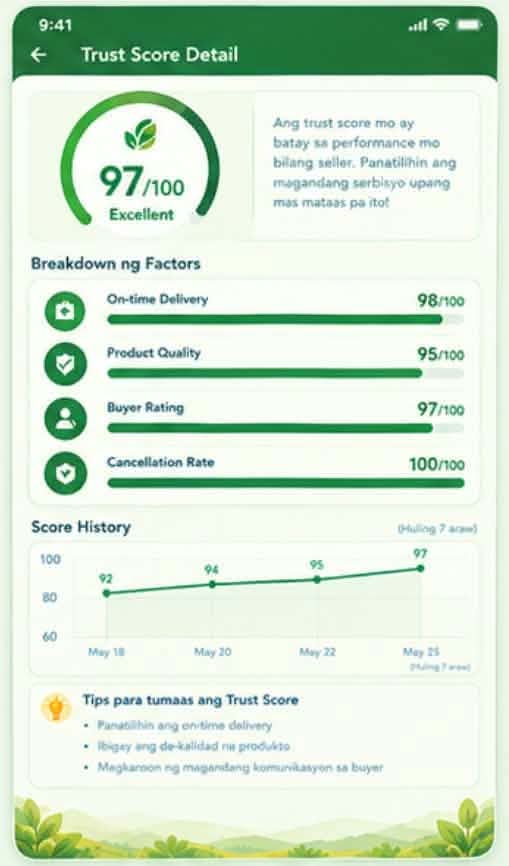 9:41
Trust Score Detail
97/100
Excellent
Ang trust score mo ay
batay sa performance mo
bilang seller. Panatilihin ang
magandang serbisyo upang
mas mataas pa ito!
Breakdown ng Factors
On-time Delivery 98/100
Product Quality 95/100
Buyer Rating 97/100
Cancellation Rate 100/100
Score History (Huling 7 araw)
100
80
60
92 94 95 97
May 18 May 20 May 22 May 25
(Huling 7 araw)
Tips para tumaas ang Trust Score
• Panatilihin ang on-time delivery
• Ibigay ang de-kalidad na produkto
• Magkaroon ng magandang komunikasyon sa buyer